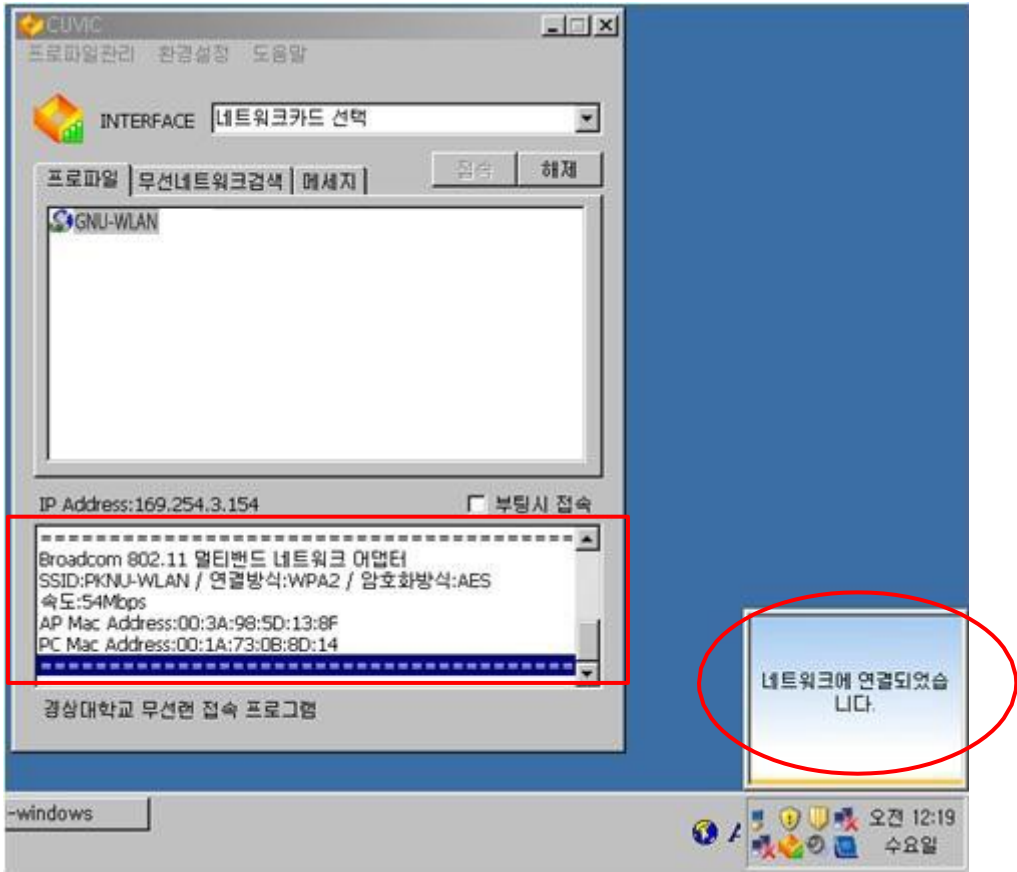 CUVIC
프로파일관리 환경설정 도움말
INTERFACE 네트워크카드 선택
접속 해제
프로파일 무선네트워크검색 메세지
GNU-WLAN
IP Address:169.254.3.154 부팅시 접속
Broadcom 802.11 멀티밴드 네트워크 어댑터
SSID:PKNU-WLAN / 연결방식:WPA2 / 암호화방식:AES
속도:54Mbps
AP Mac Address:00:3A:98:5D:13:8F
PC Mac Address:00:1A:73:0B:8D:14
경상대학교 무선랜 접속 프로그램
네트워크에 연결되었습
니다.
-windows
A
오전 12:19
수요일